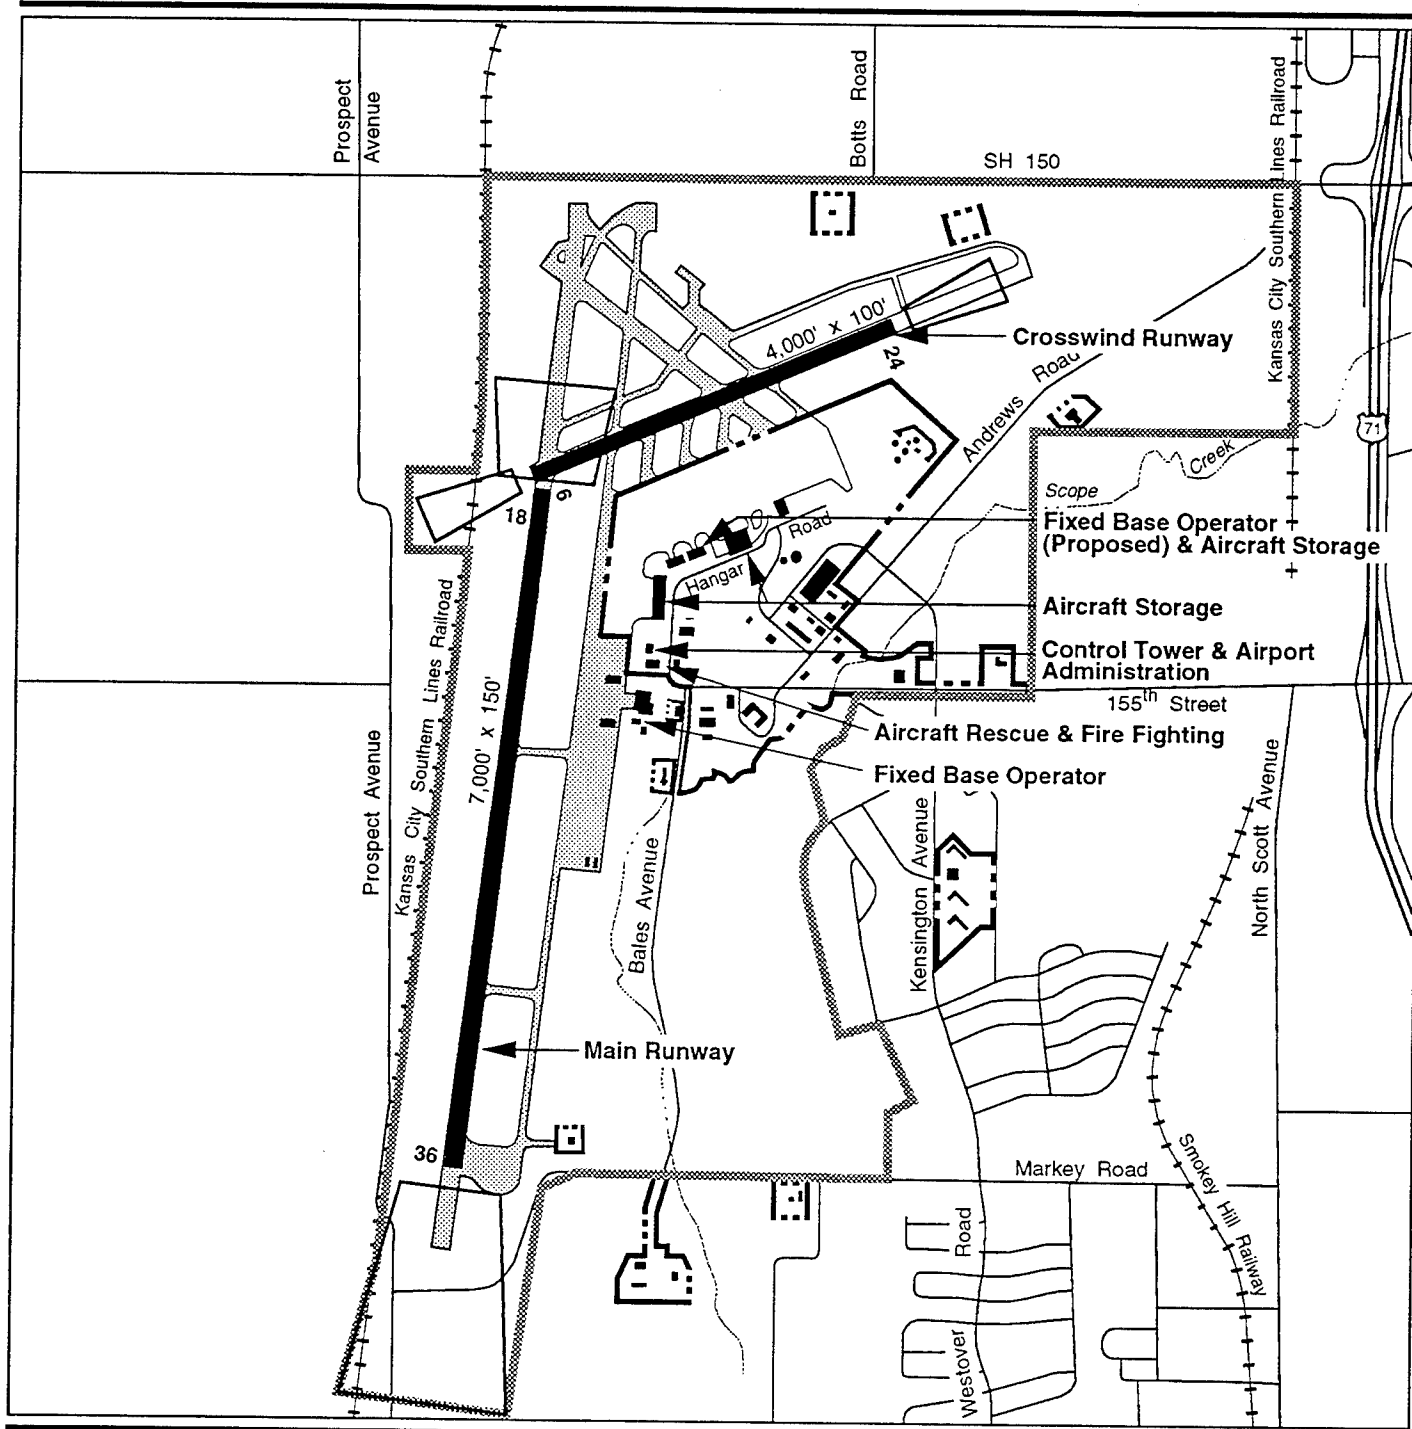 Prospect
Avenue
Botts Road
SH 150
Kansas City Southern Lines Railroad
4,000' x 100'
Crosswind Runway
24
Andrews Road
71
Creek
Scope
6
18
Road
Hangar
Fixed Base Operator
(Proposed) & Aircraft Storage
Aircraft Storage
Control Tower & Airport
Administration
155th Street
Aircraft Rescue & Fire Fighting
Fixed Base Operator
7,000' x 150'
Kansas City Southern Lines Railroad
Prospect Avenue
Bales Avenue
Kensington Avenue
North Scott Avenue
Main Runway
36
Markey Road
Smokey Hill Railway
Westover Road